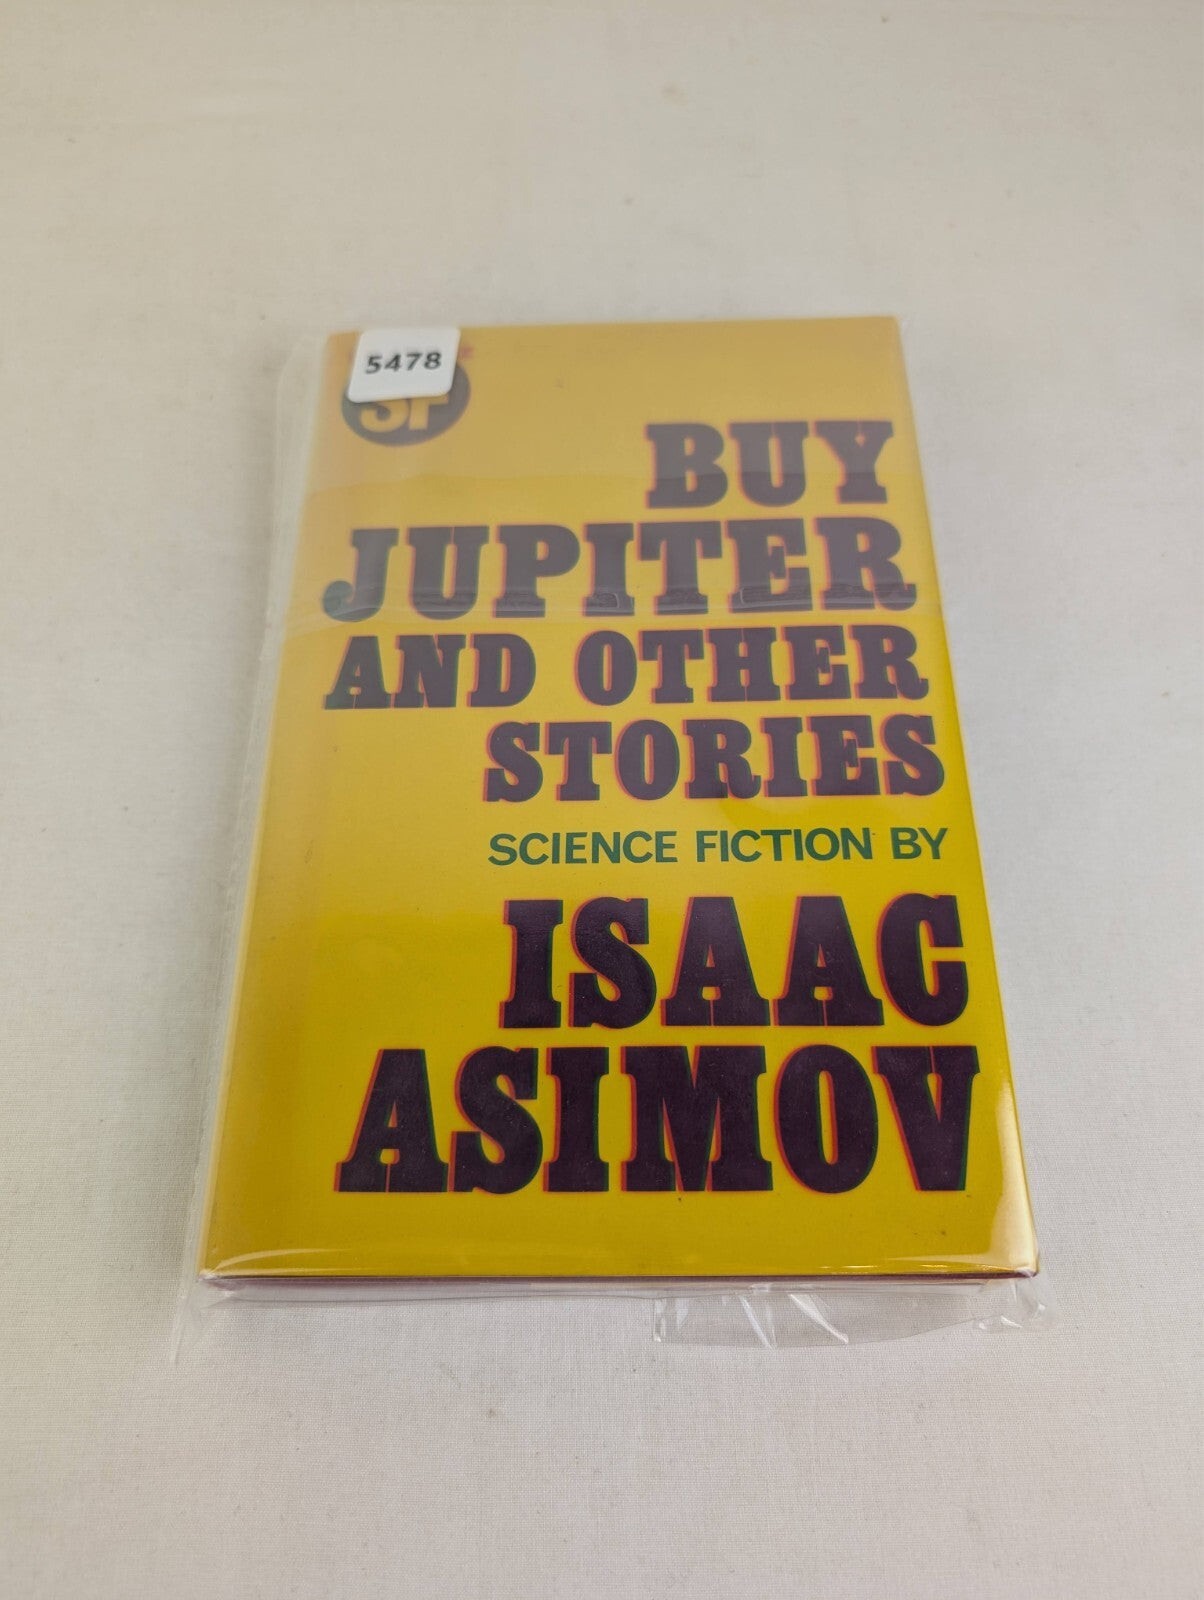 5478
SF
BUY
JUPITER
AND OTHER
STORIES
SCIENCE FICTION BY
ISAAC
ASIMOV